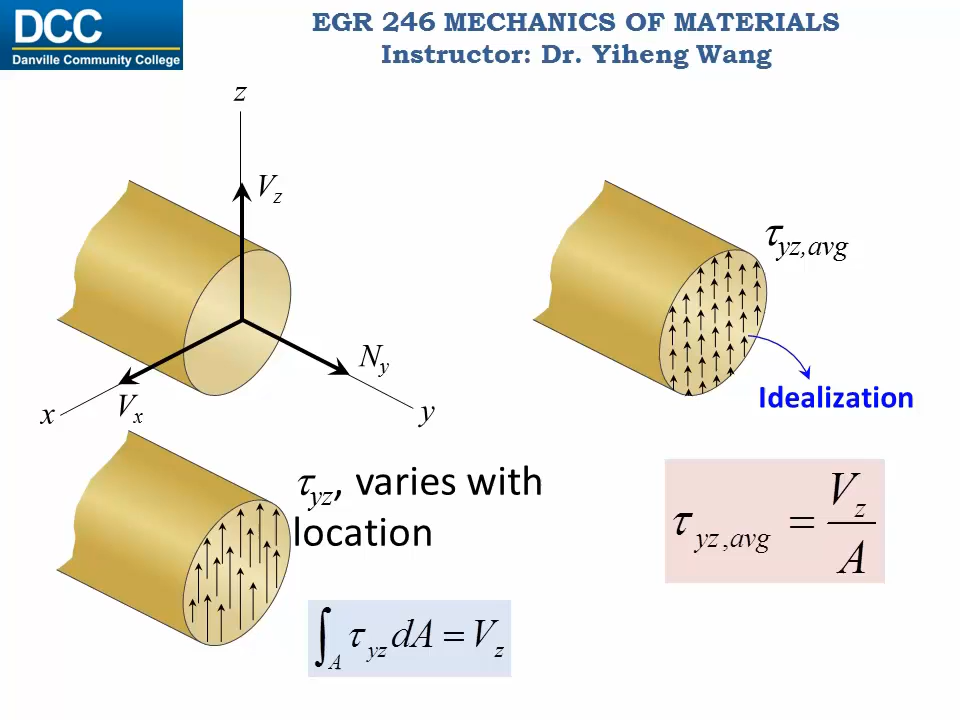 DCC
Danville Community College
EGR 246 MECHANICS OF MATERIALS
Instructor: Dr. Yiheng Wang
z
V_z
N_y
x
V_x
y
τ_yz,avg
Idealization
τ_yz, varies with
location
∫_A τ_yz dA = V_z
τ_yz,avg = V_z / A